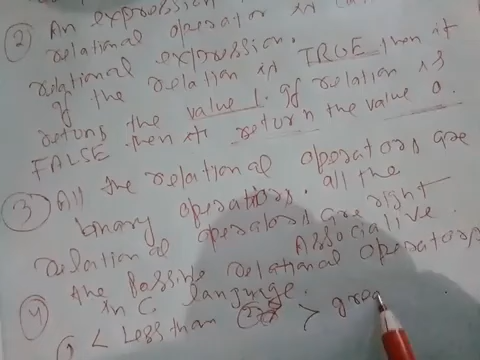 ② An expression
relational operator is called
relational expression.
If the relation is TRUE then it
returns the value 1. If relation is
FALSE then it return the value 0.
③ All the relational operators are
binary operators. all the
relational operators are right
Associative.
④ The possible relational operators
in C language.
① < Less than ② > grea